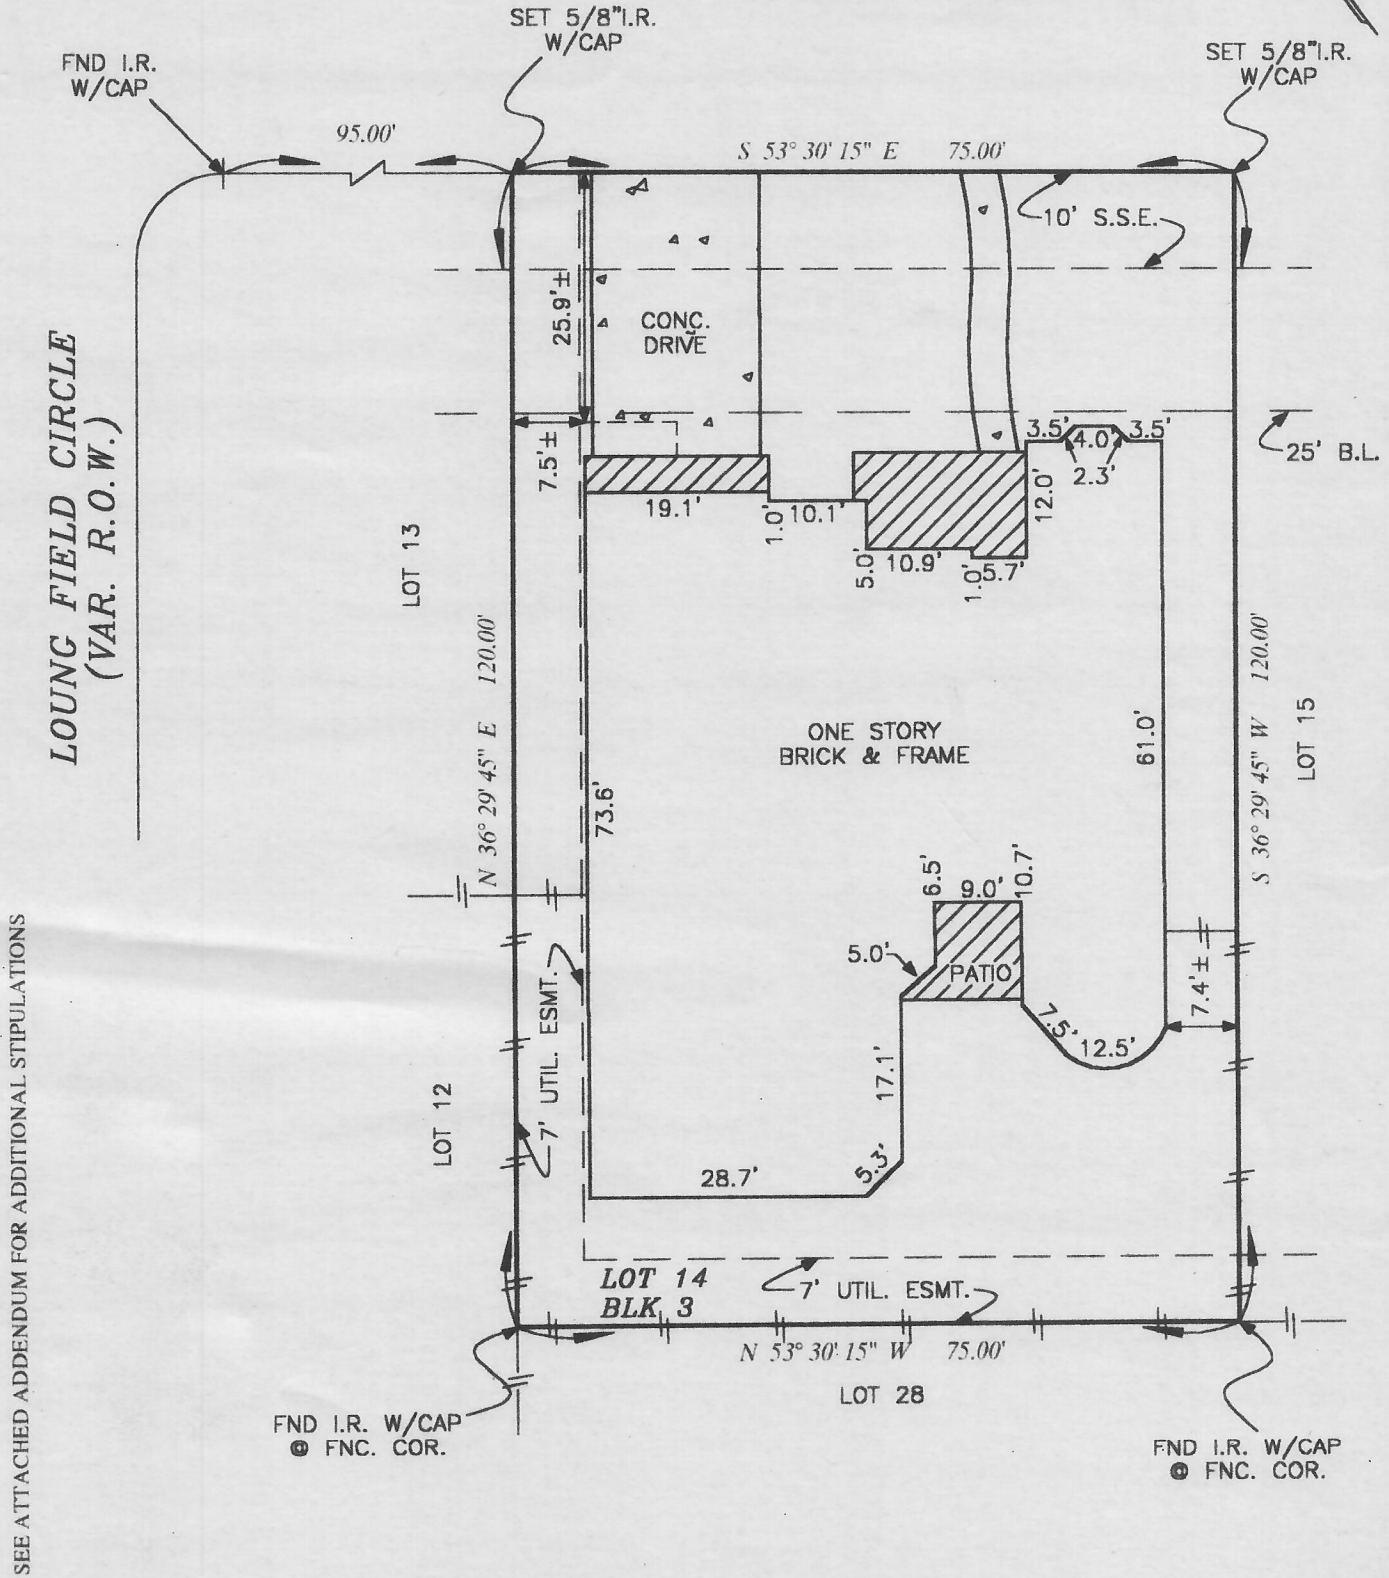 SET 5/8"I.R.
W/CAP
FND I.R.
W/CAP
SET 5/8"I.R.
W/CAP
95.00'
S 53° 30' 15" E 75.00'
10' S.S.E.
25.9'±
CONC.
DRIVE
LOUNG FIELD CIRCLE
(VAR. R.O.W.)
7.5'±
3.5'
4.0'
3.5'
2.3'
25' B.L.
19.1'
1.0'
10.1'
12.0'
5.0'
10.9'
1.0'
5.7'
LOT 13
N 36° 29' 45" E 120.00'
S 36° 29' 45" W 120.00'
LOT 15
ONE STORY
BRICK & FRAME
61.0'
73.6'
6.5'
9.0'
10.7'
5.0'
PATIO
7.4'±
7.5'
12.5'
7' UTIL. ESMT.
17.1'
LOT 12
5.3'
28.7'
LOT 14
BLK 3
7' UTIL. ESMT.
N 53° 30' 15" W 75.00'
LOT 28
FND I.R. W/CAP
@ FNC. COR.
FND I.R. W/CAP
@ FNC. COR.
SEE ATTACHED ADDENDUM FOR ADDITIONAL STIPULATIONS